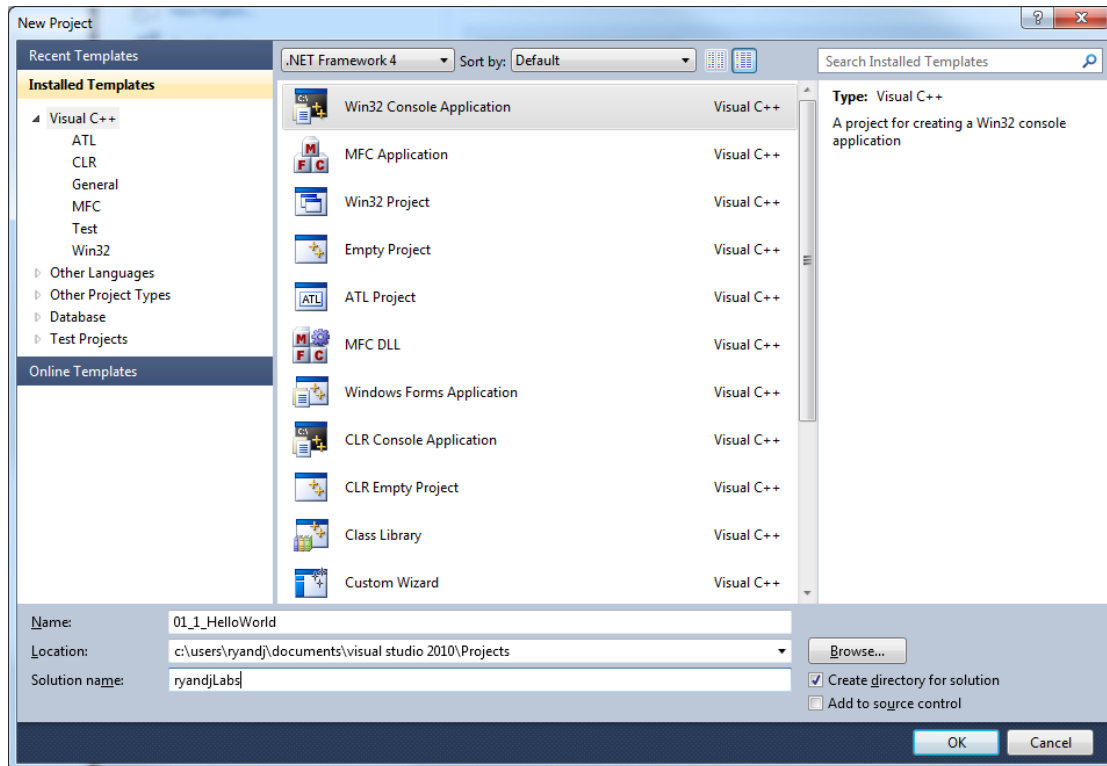 New Project
Recent Templates
Installed Templates
Visual C++
ATL
CLR
General
MFC
Test
Win32
Other Languages
Other Project Types
Database
Test Projects
Online Templates
.NET Framework 4 Sort by: Default
Win32 Console Application Visual C++
MFC Application Visual C++
Win32 Project Visual C++
Empty Project Visual C++
ATL Project Visual C++
MFC DLL Visual C++
Windows Forms Application Visual C++
CLR Console Application Visual C++
CLR Empty Project Visual C++
Class Library Visual C++
Custom Wizard Visual C++
Search Installed Templates
Type: Visual C++
A project for creating a Win32 console
application
Name: 01_1_HelloWorld
Location: c:\users\ryandj\documents\visual studio 2010\Projects
Browse...
Solution name: ryandjLabs
Create directory for solution
Add to source control
OK Cancel